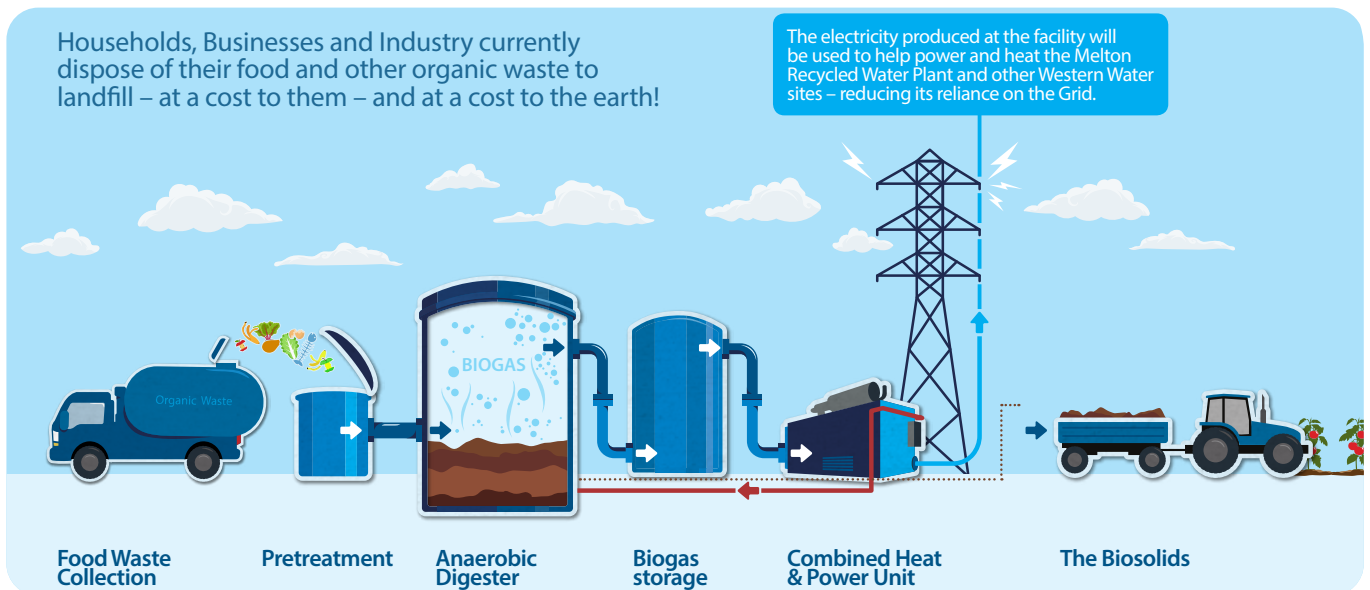 Households, Businesses and Industry currently
dispose of their food and other organic waste to
landfill – at a cost to them – and at a cost to the earth!
The electricity produced at the facility will
be used to help power and heat the Melton
Recycled Water Plant and other Western Water
sites – reducing its reliance on the Grid.
Organic Waste
BIOGAS
Food Waste
Collection
Pretreatment
Anaerobic
Digester
Biogas
storage
Combined Heat
& Power Unit
The Biosolids